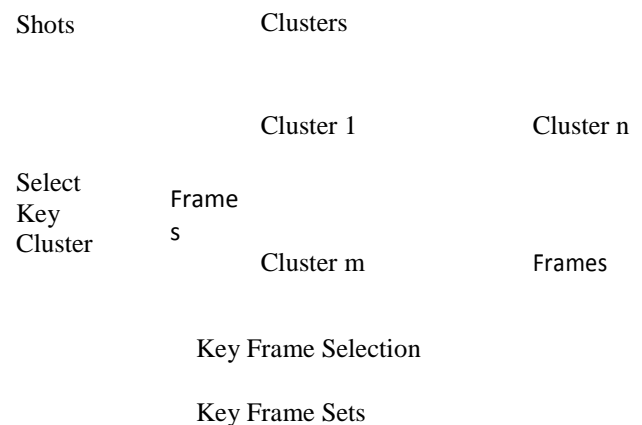 Shots Clusters
Cluster 1 Cluster n
Select
Key
Cluster
Frame
s
Cluster m Frames
Key Frame Selection
Key Frame Sets